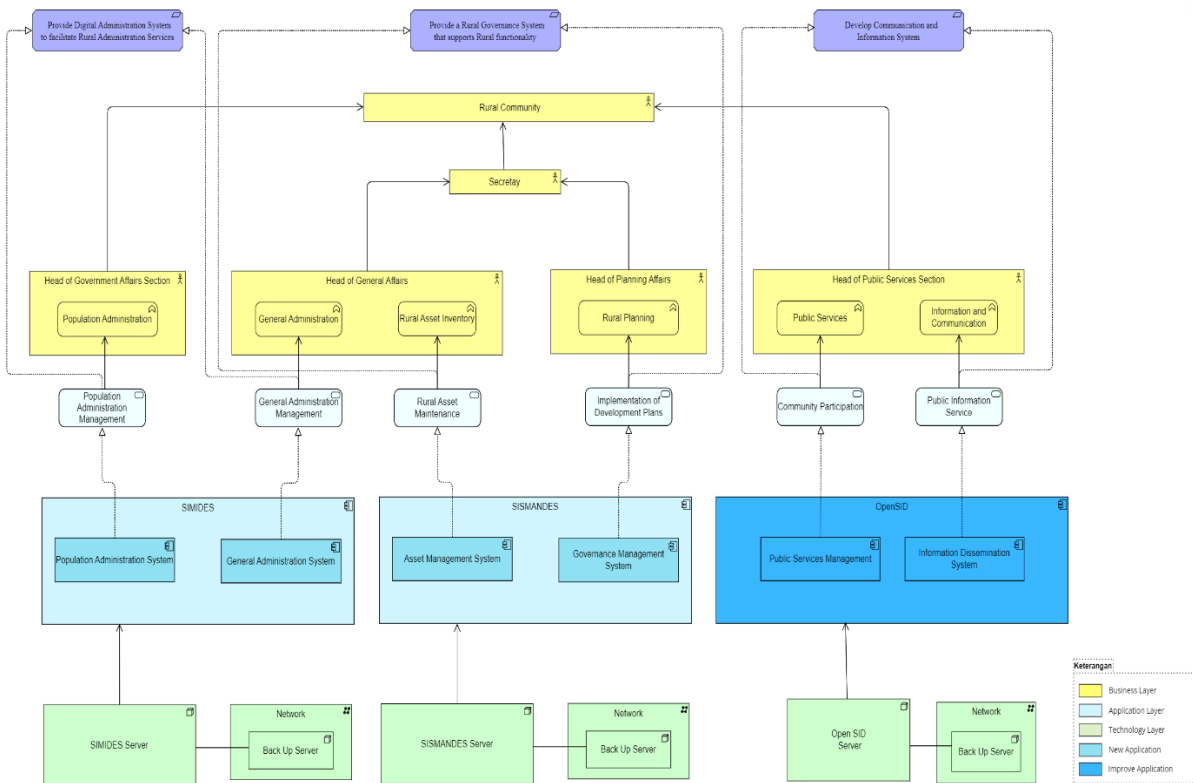 Provide Digital Administration System
to facilitate Rural Administration Services
Provide a Rural Governance System
that supports Rural functionality
Develop Communication and
Information System
Rural Community
Secretay
Head of Government Affairs Section
Population Administration
Head of General Affairs
General Administration
Rural Asset Inventory
Head of Planning Affairs
Rural Planning
Head of Public Services Section
Public Services
Information and
Communication
Population
Administration
Management
General Administration
Management
Rural Asset
Maintenance
Implementation of
Development Plans
Community Participation
Public Information
Service
SIMIDES
Population Administration System
General Administration System
SISMANDES
Asset Management System
Governance Management
System
OpenSID
Public Services Management
Information Dissemination
System
SIMIDES Server
Network
Back Up Server
SISMANDES Server
Network
Back Up Server
Open SID
Server
Network
Back Up Server
Keterangan
Business Layer
Application Layer
Technology Layer
New Application
Improve Application